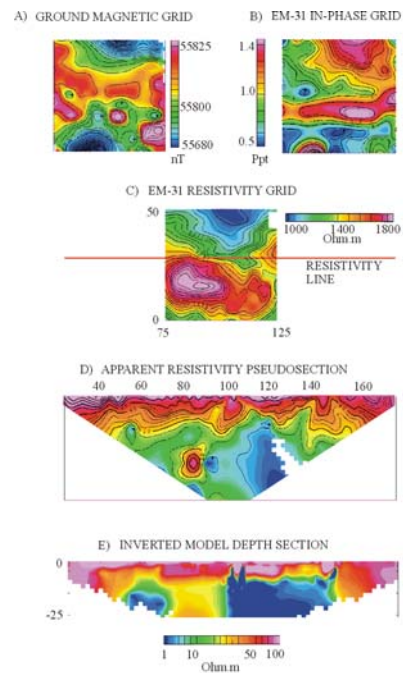 A) GROUND MAGNETIC GRID
B) EM-31 IN-PHASE GRID
55825
55800
55680
nT
1.4
1.0
0.5
Ppt
C) EM-31 RESISTIVITY GRID
50
0
75
125
1000 1400 1800
Ohm.m
RESISTIVITY
LINE
D) APPARENT RESISTIVITY PSEUDOSECTION
40 60 80 100 120 140 160
E) INVERTED MODEL DEPTH SECTION
0
-25
1 10 50 100
Ohm.m